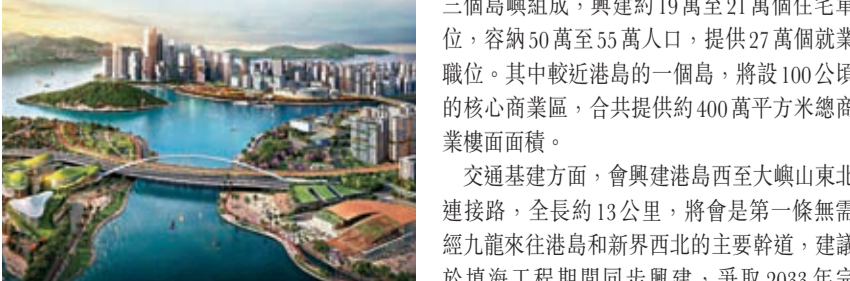 三個島嶼組成，興建約19萬至21萬個住宅單
位，容納50萬至55萬人口，提供27萬個就業
職位。其中較近港島的一個島，將設100公頃
的核心商業區，合共提供約400萬平方米總商
業樓面面積。
交通基建方面，會興建港島西至大嶼山東北
連接路，全長約13公里，將會是第一條無需
經九龍來往港島和新界西北的主要幹道，建議
於填海工程期間同步興建，爭取2033年完